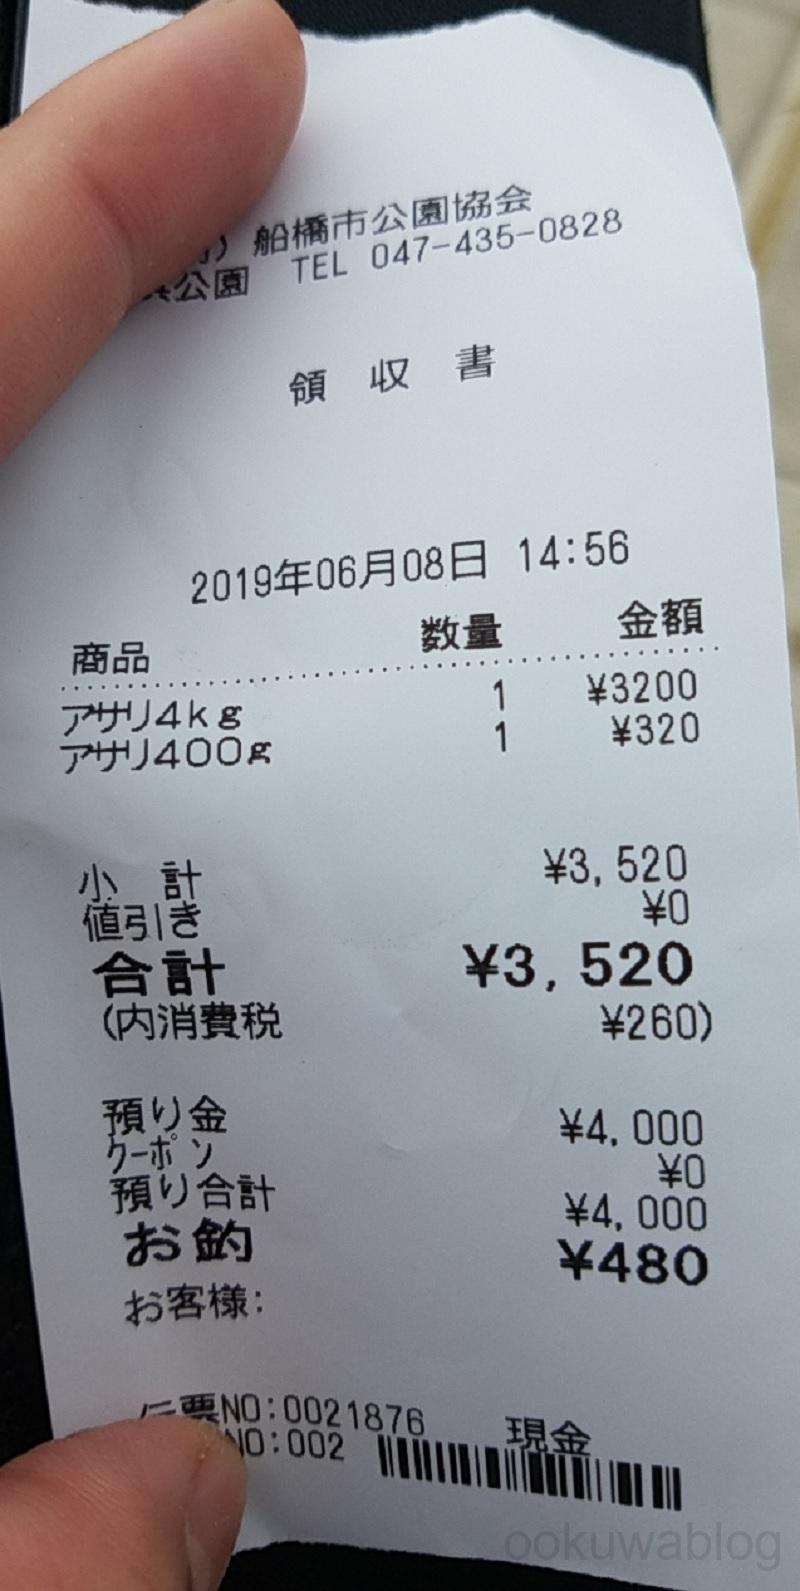 船橋市公園協会
公園 TEL 047-435-0828
領収書
2019年06月08日 14:56
商品 数量 金額
アサリ4kg 1 ¥3200
アサリ400g 1 ¥320
小 計 ¥3,520
値引き ¥0
合計 ¥3,520
(内消費税 ¥260)
預り金 ¥4,000
クーポン ¥0
預り合計 ¥4,000
お釣 ¥480
お客様:
票NO:0021876 現金
NO:002
ookuwablog